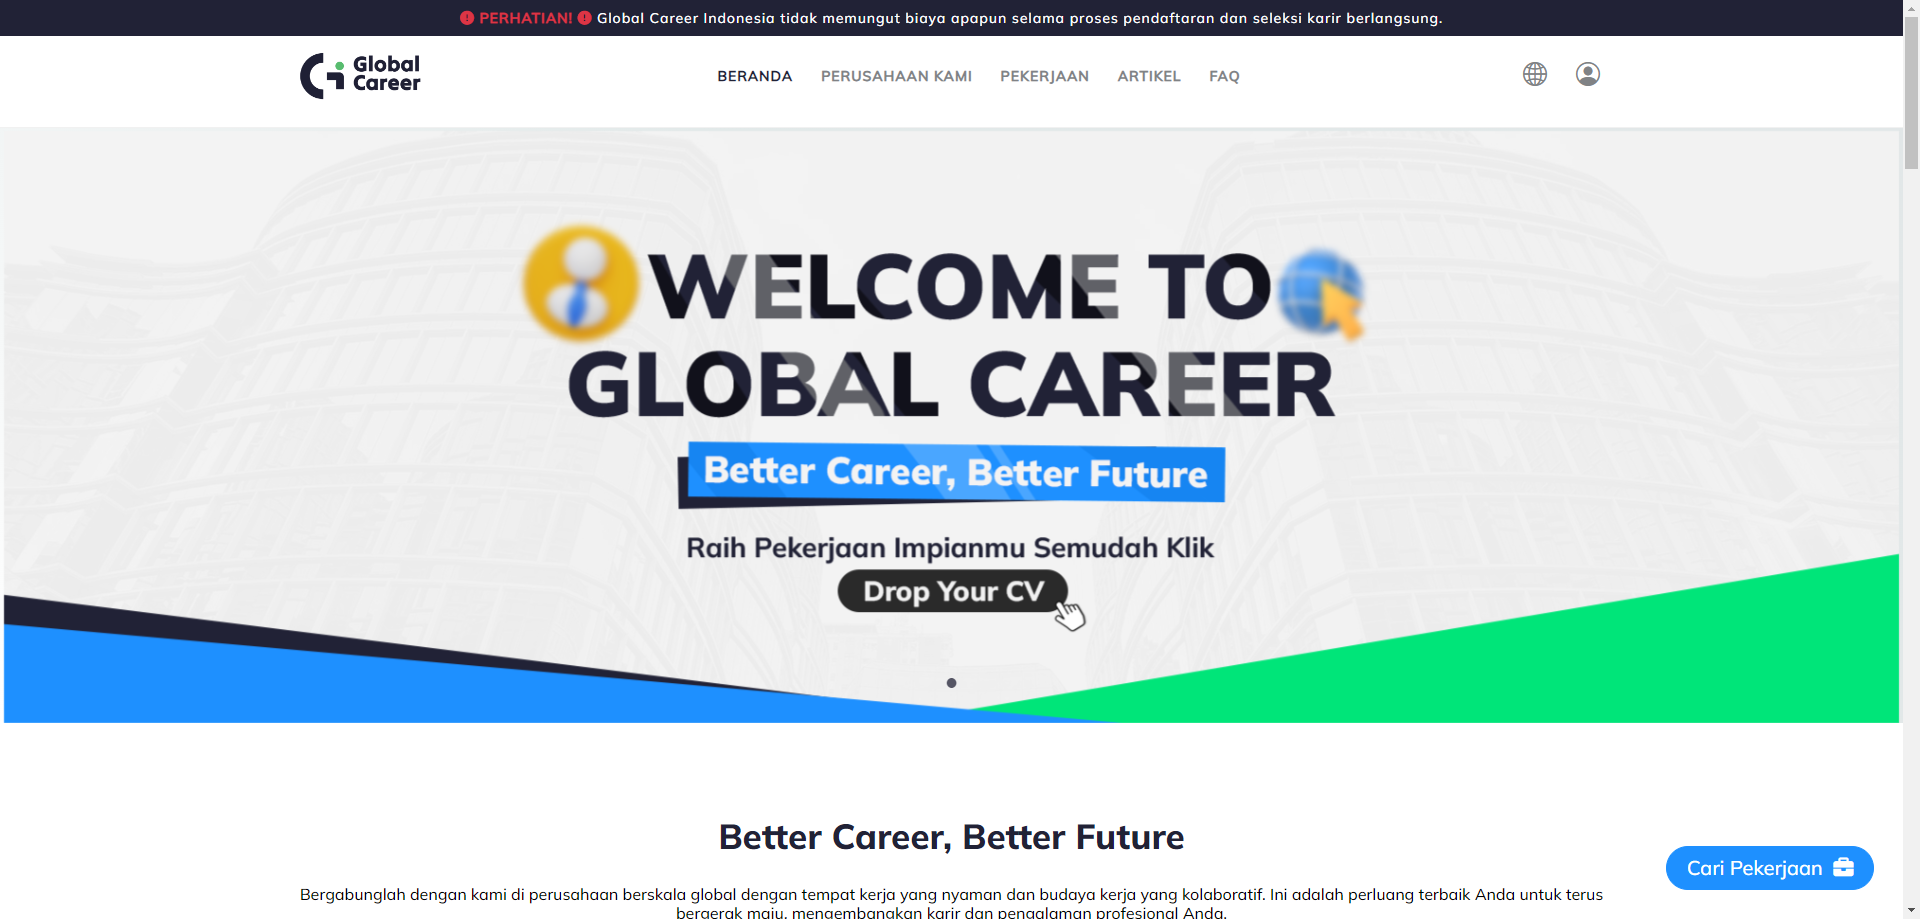 PERHATIAN! Global Career Indonesia tidak memungut biaya apapun selama proses pendaftaran dan seleksi karir berlangsung.
Global
Career
BERANDA PERUSAHAAN KAMI PEKERJAAN ARTIKEL FAQ
WELCOME TO
GLOBAL CAREER
Better Career, Better Future
Raih Pekerjaan Impianmu Semudah Klik
Drop Your CV
Better Career, Better Future
Cari Pekerjaan
Bergabunglah dengan kami di perusahaan berskala global dengan tempat kerja yang nyaman dan budaya kerja yang kolaboratif. Ini adalah perluang terbaik Anda untuk terus
bergerak maju, mengembangkan karir dan pengalaman profesional Anda.